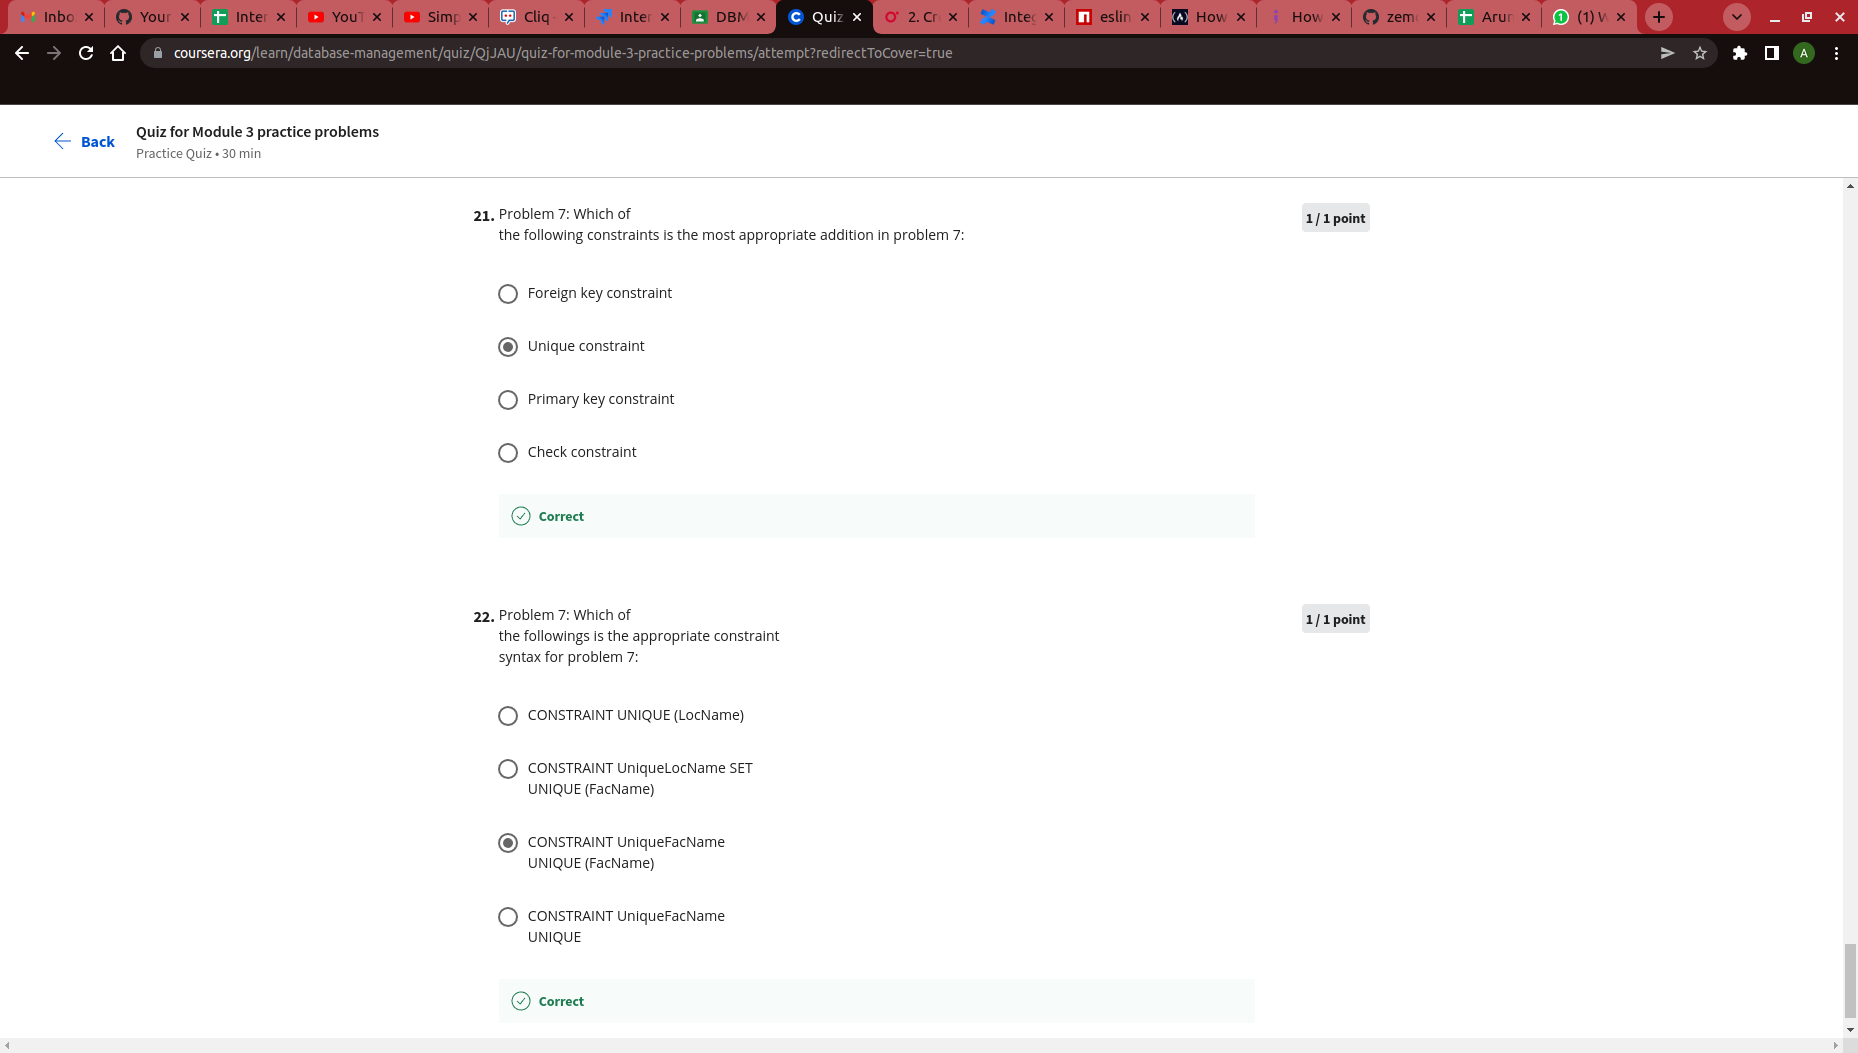 Inbo
Your
Inter
YouT
Simp
Cliq
Inter
DBM
Quiz
2. Cr
Integ
eslin
How
How
zem
Arun
(1) W
coursera.org/learn/database-management/quiz/QjJAU/quiz-for-module-3-practice-problems/attempt?redirectToCover=true
A
Back
Quiz for Module 3 practice problems
Practice Quiz • 30 min
21. Problem 7: Which of
the following constraints is the most appropriate addition in problem 7:
1 / 1 point
Foreign key constraint
Unique constraint
Primary key constraint
Check constraint
Correct
22. Problem 7: Which of
the followings is the appropriate constraint
syntax for problem 7:
1 / 1 point
CONSTRAINT UNIQUE (LocName)
CONSTRAINT UniqueLocName SET
UNIQUE (FacName)
CONSTRAINT UniqueFacName
UNIQUE (FacName)
CONSTRAINT UniqueFacName
UNIQUE
Correct